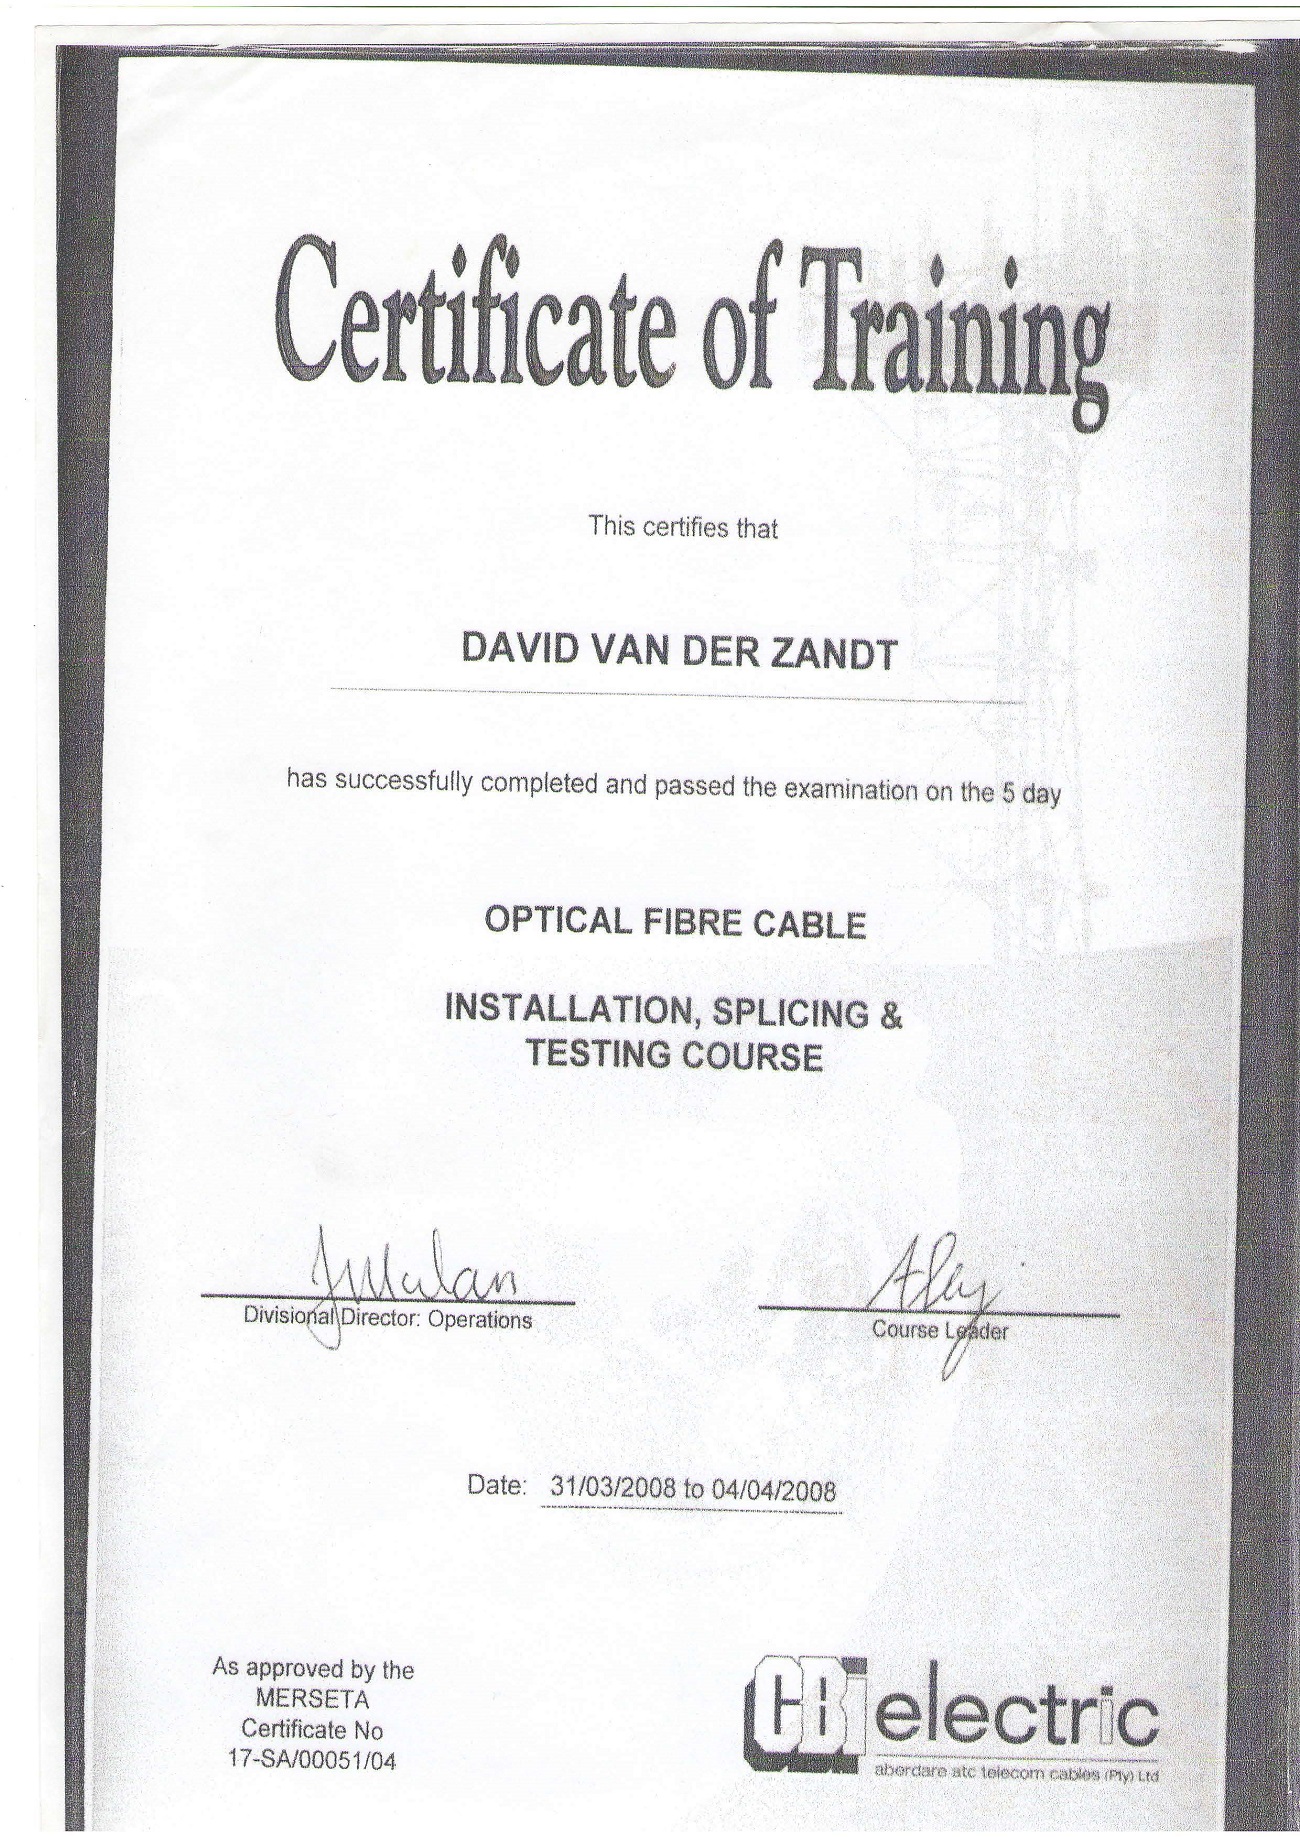 Certificate of Training
This certifies that
DAVID VAN DER ZANDT
has successfully completed and passed the examination on the 5 day
OPTICAL FIBRE CABLE
INSTALLATION, SPLICING &
TESTING COURSE
Divisional Director: Operations
Course Leader
Date: 31/03/2008 to 04/04/2008
As approved by the
MERSETA
Certificate No
17-SA/00051/04
CBi electric
aberdare atc telecom cables (Pty) Ltd